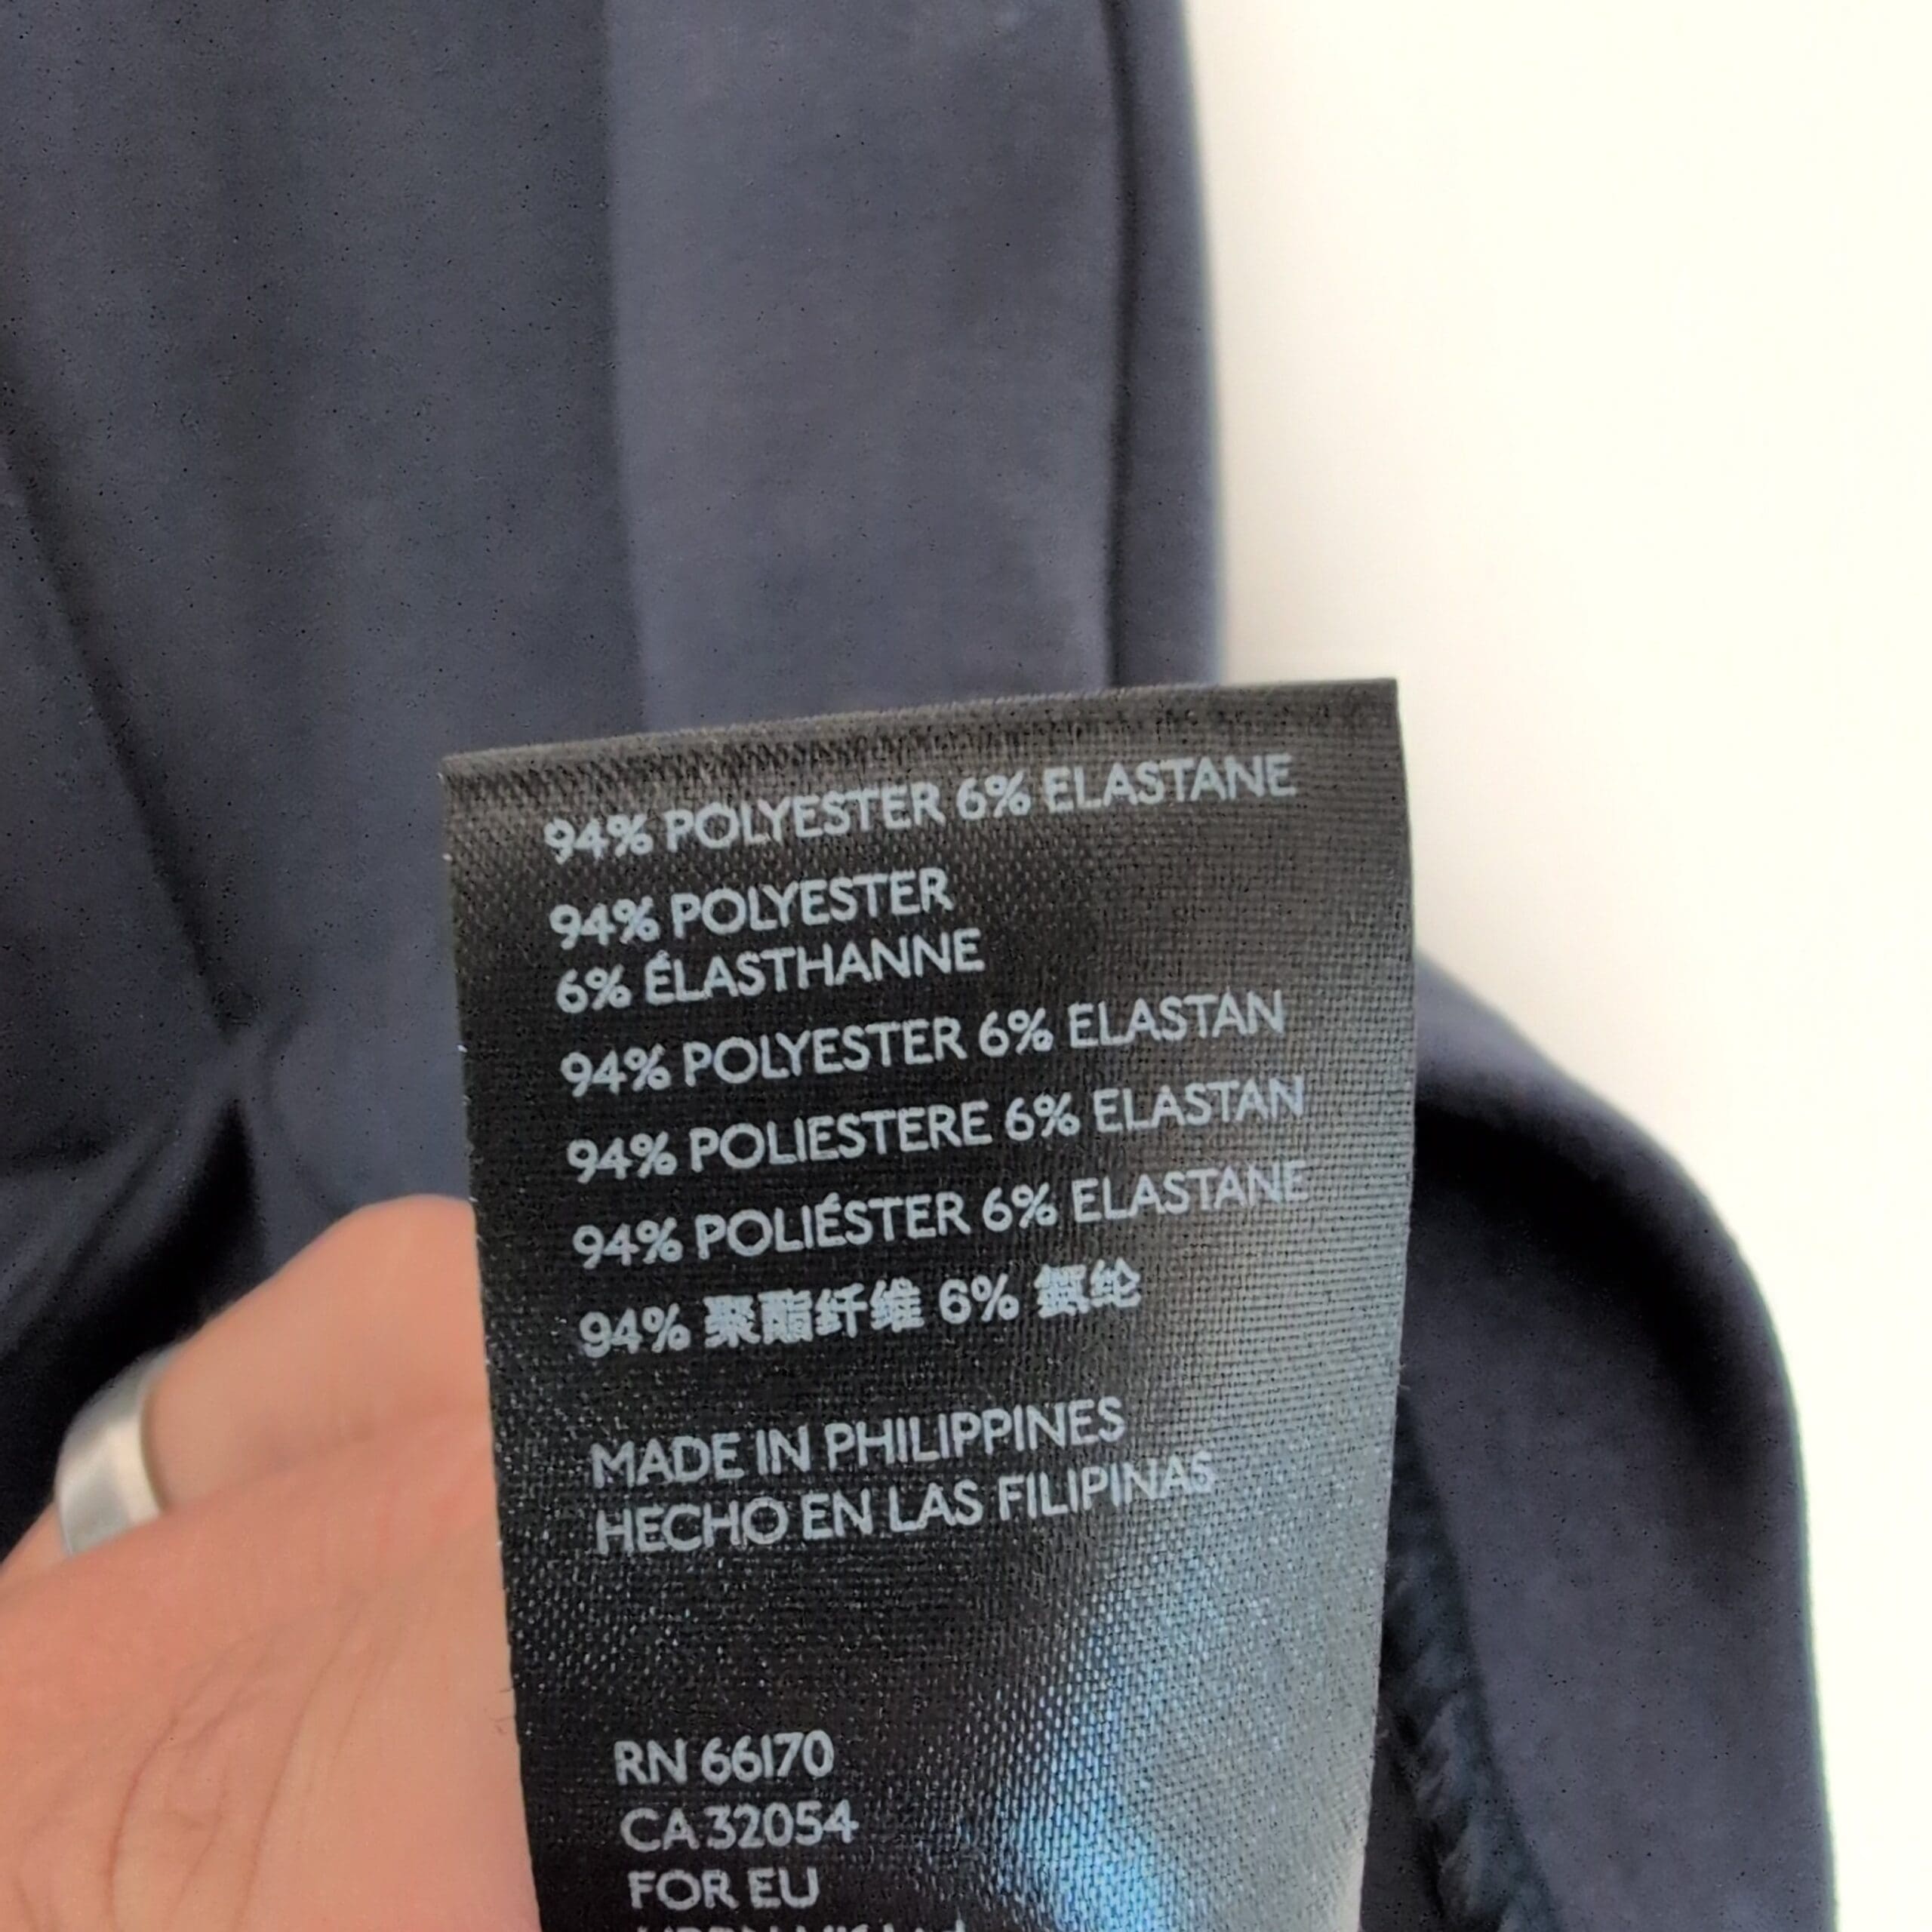 94% POLYESTER 6% ELASTANE
94% POLYESTER
6% ÉLASTHANNE
94% POLYESTER 6% ELASTAN
94% POLIESTERE 6% ELASTAN
94% POLIÉSTER 6% ELASTANE
94% 聚酯纤维 6% 氨纶
MADE IN PHILIPPINES
HECHO EN LAS FILIPINAS
RN 66170
CA 32054
FOR EU